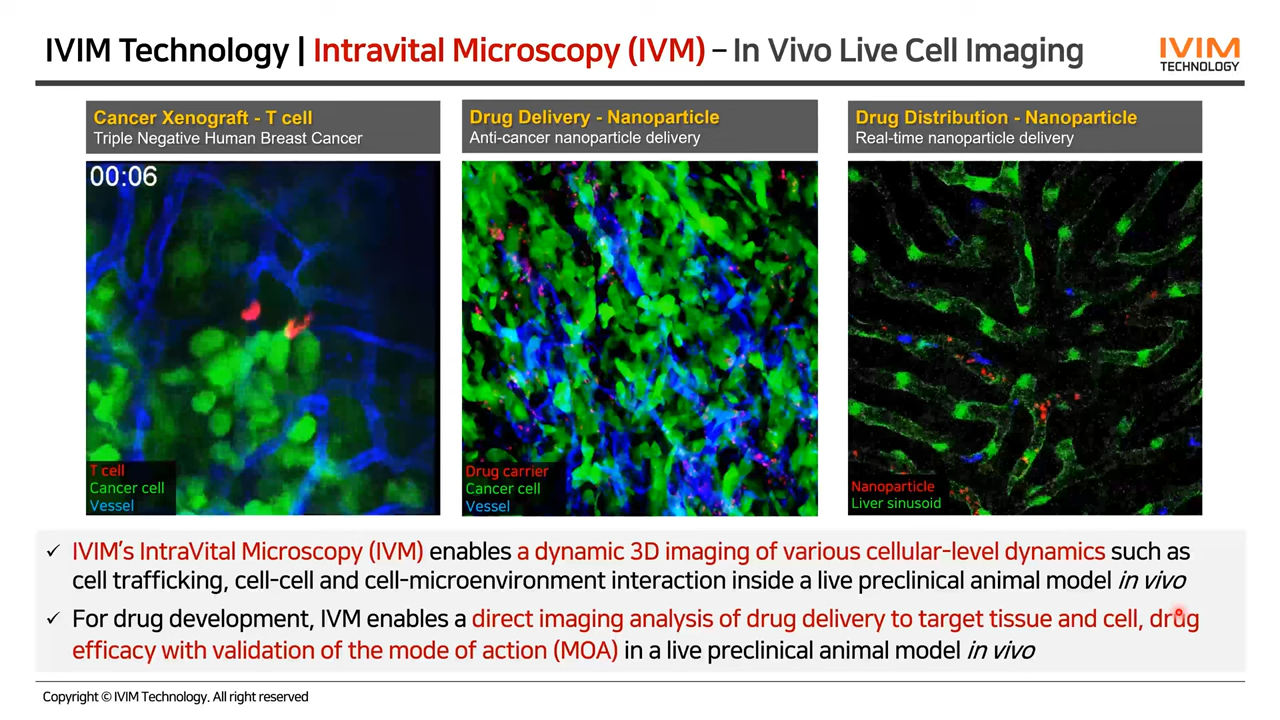 IVIM Technology | Intravital Microscopy (IVM) – In Vivo Live Cell Imaging
IVIM
TECHNOLOGY
Cancer Xenograft - T cell
Triple Negative Human Breast Cancer
00:06
T cell
Cancer cell
Vessel
Drug Delivery - Nanoparticle
Anti-cancer nanoparticle delivery
Drug carrier
Cancer cell
Vessel
Drug Distribution - Nanoparticle
Real-time nanoparticle delivery
Nanoparticle
Liver sinusoid
✓ IVIM's IntraVital Microscopy (IVM) enables a dynamic 3D imaging of various cellular-level dynamics such as
cell trafficking, cell-cell and cell-microenvironment interaction inside a live preclinical animal model in vivo
✓ For drug development, IVM enables a direct imaging analysis of drug delivery to target tissue and cell, drug
efficacy with validation of the mode of action (MOA) in a live preclinical animal model in vivo
Copyright © IVIM Technology. All right reserved